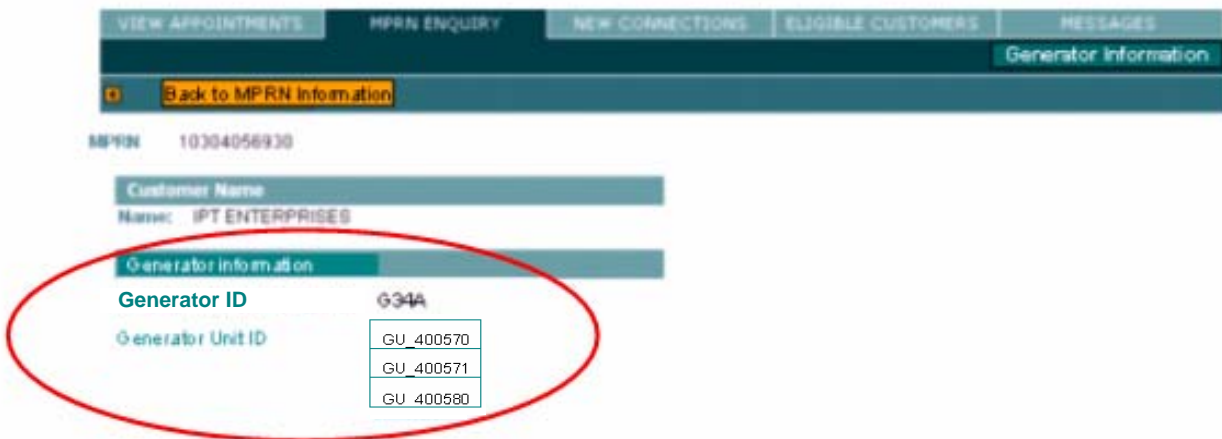 VIEW APPOINTMENTS MPRN ENQUIRY NEW CONNECTIONS ELIGIBLE CUSTOMERS MESSAGES
Generator Information
Back to MPRN Information
MPRN 10304056930
Customer Name
Name: IPT ENTERPRISES
Generator information
Generator ID G34A
Generator Unit ID GU_400570
GU_400571
GU_400580